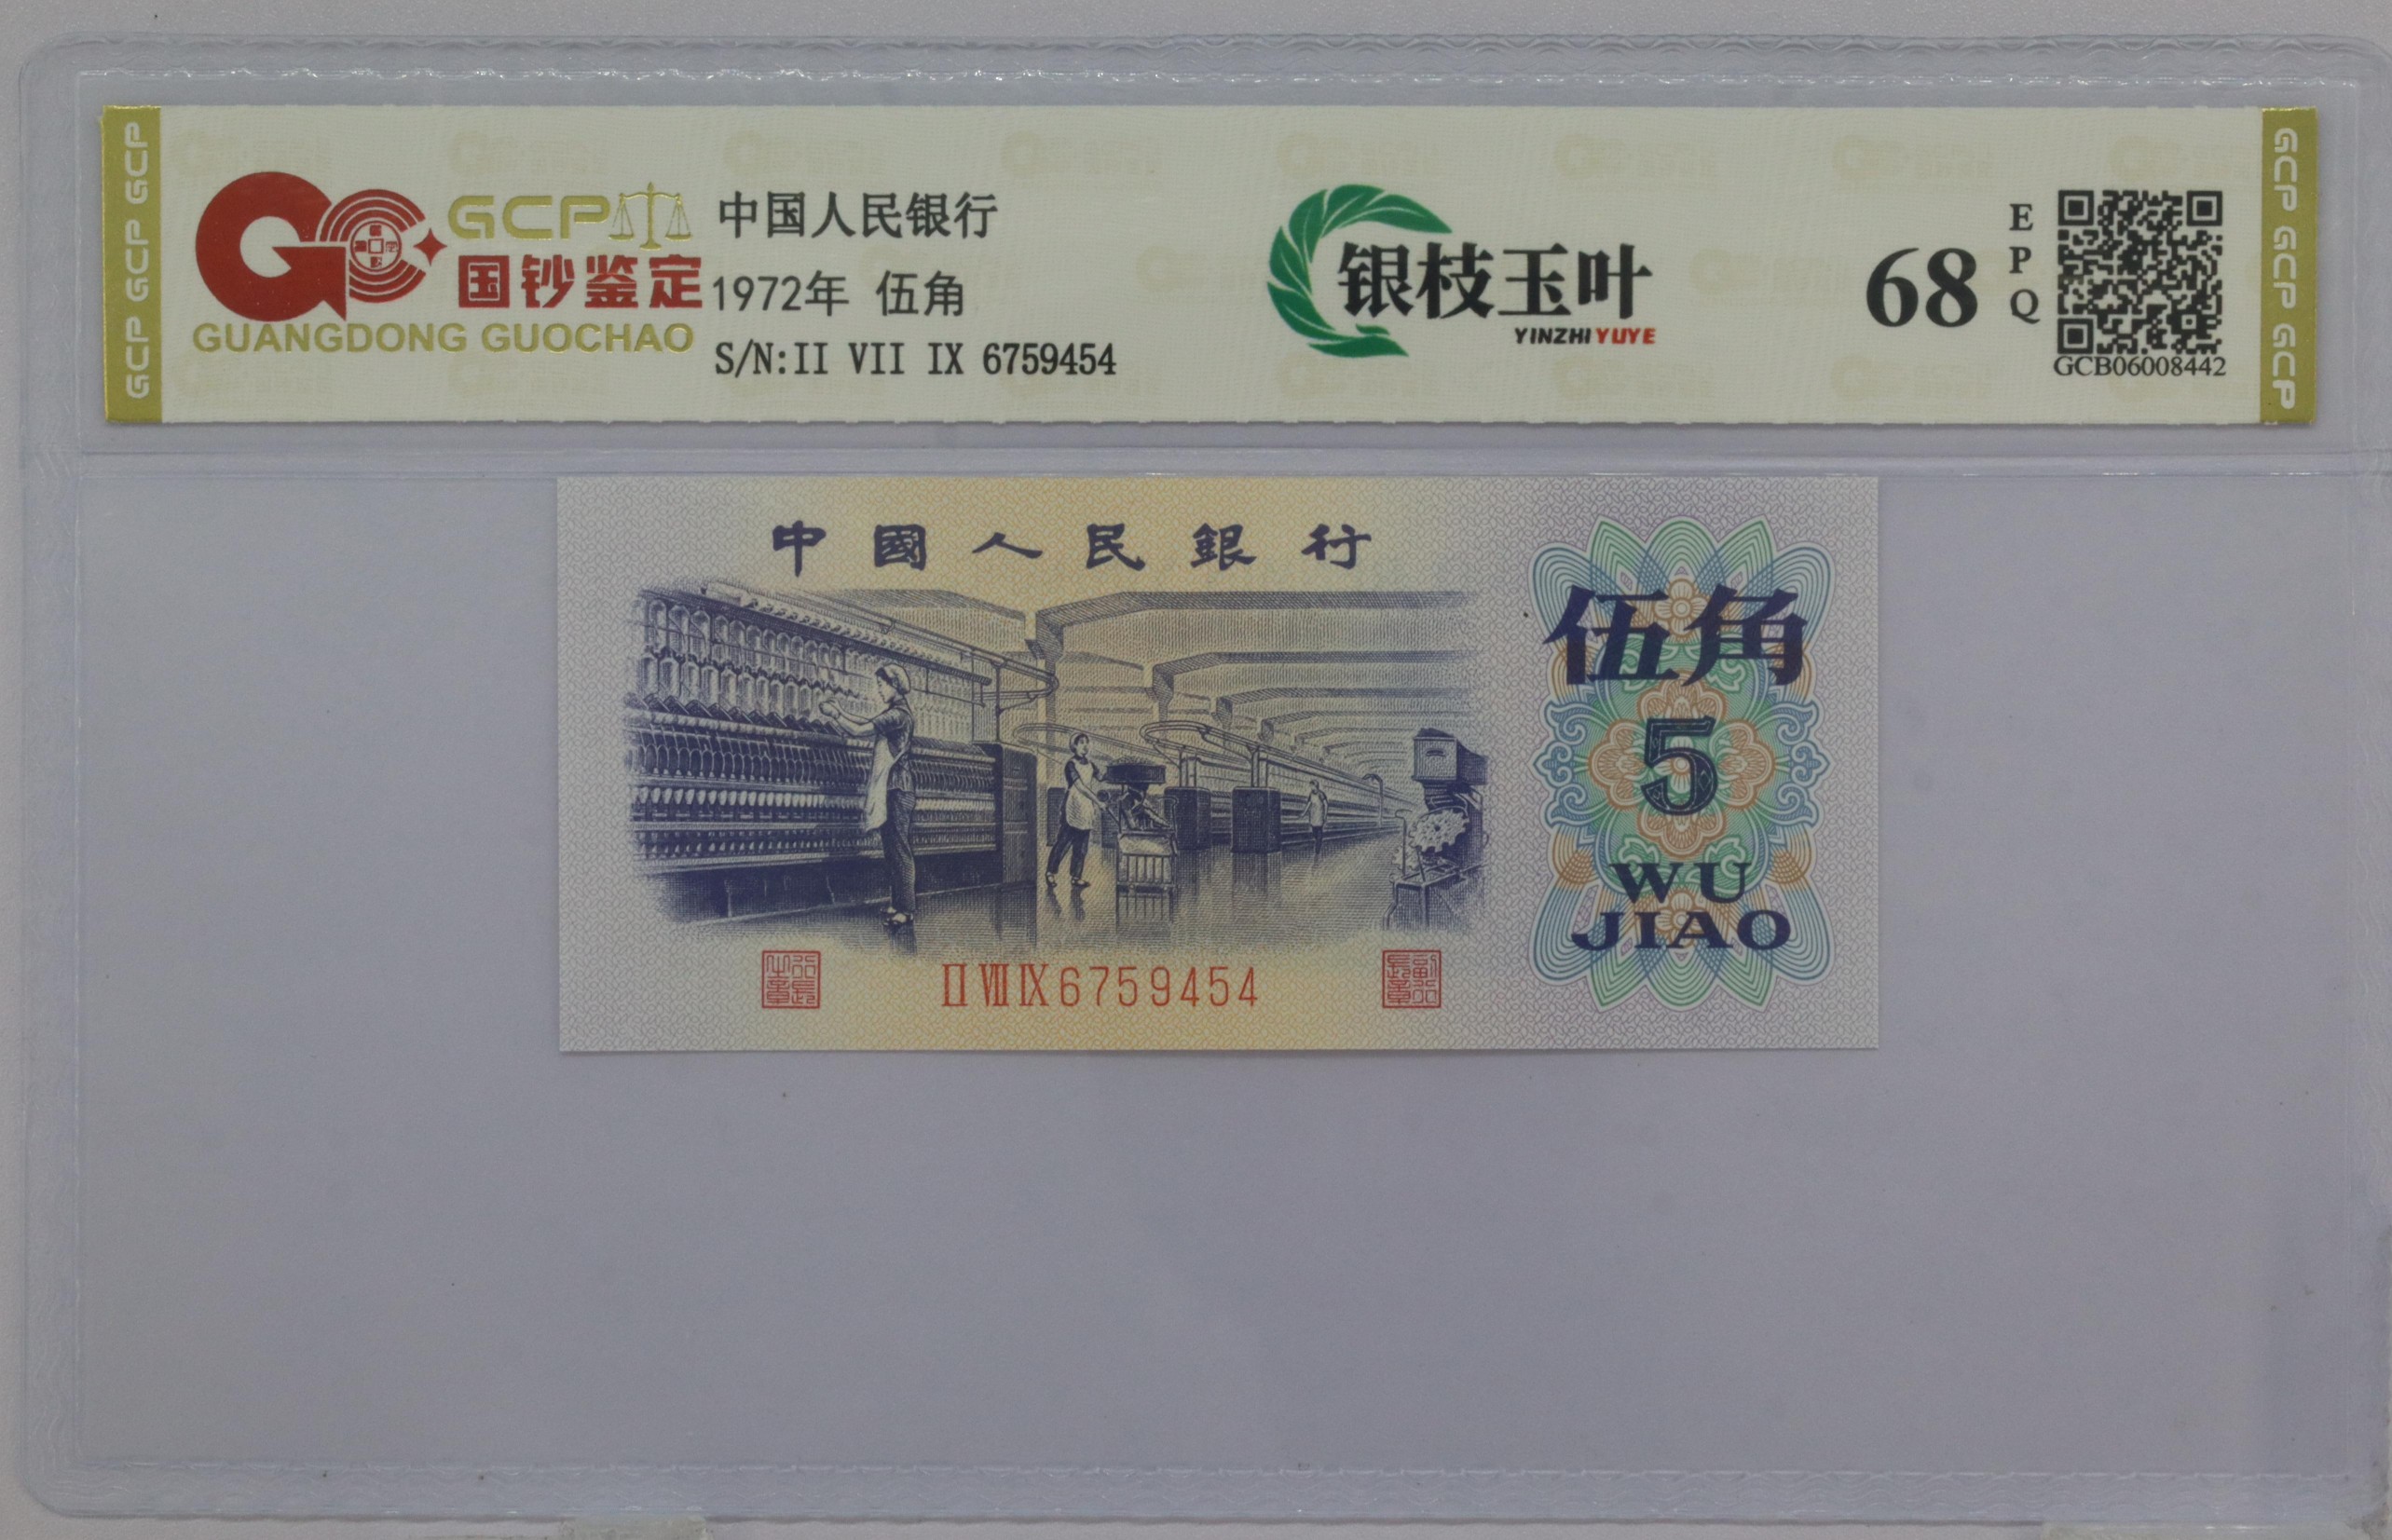 GCP GCP GCP
GCP
国钞鉴定
GUANGDONG GUOCHAO
中国人民银行
1972年 伍角
S/N:II VII IX 6759454
银枝玉叶
YINZHI YUYE
68
EPQ
GCB06008442
GCP GCP GCP
中國人民銀行
伍角
5
WU
JIAO
II VII IX 6759454